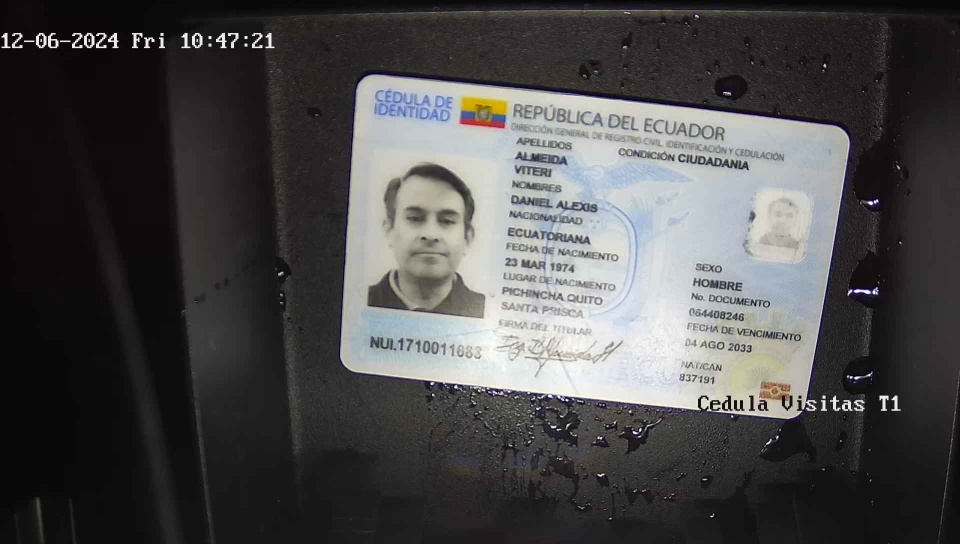 12-06-2024 Fri 10:47:21
CÉDULA DE
IDENTIDAD
REPÚBLICA DEL ECUADOR
DIRECCIÓN GENERAL DE REGISTRO CIVIL, IDENTIFICACIÓN Y CEDULACIÓN
APELLIDOS
CONDICIÓN CIUDADANIA
ALMEIDA
VITERI
NOMBRES
DANIEL ALEXIS
NACIONALIDAD
ECUATORIANA
FECHA DE NACIMIENTO
23 MAR 1974
LUGAR DE NACIMIENTO
PICHINCHA QUITO
SANTA PRISCA
FIRMA DEL TITULAR
SEXO
HOMBRE
No. DOCUMENTO
064408246
FECHA DE VENCIMIENTO
04 AGO 2033
NAT/CAN
837191
NUI.1710011683
Cedula Visitas T1